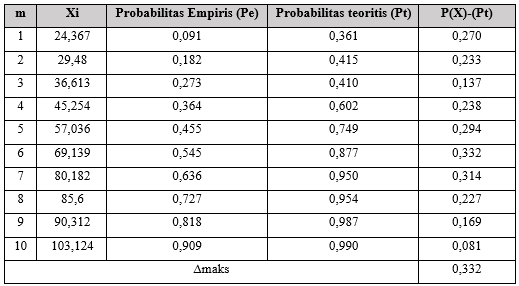 m Xi Probabilitas Empiris (Pe) Probabilitas teoritis (Pt) P(X)-(Pt)
1 24,367 0,091 0,361 0,270
2 29,48 0,182 0,415 0,233
3 36,613 0,273 0,410 0,137
4 45,254 0,364 0,602 0,238
5 57,036 0,455 0,749 0,294
6 69,139 0,545 0,877 0,332
7 80,182 0,636 0,950 0,314
8 85,6 0,727 0,954 0,227
9 90,312 0,818 0,987 0,169
10 103,124 0,909 0,990 0,081
Δmaks 0,332